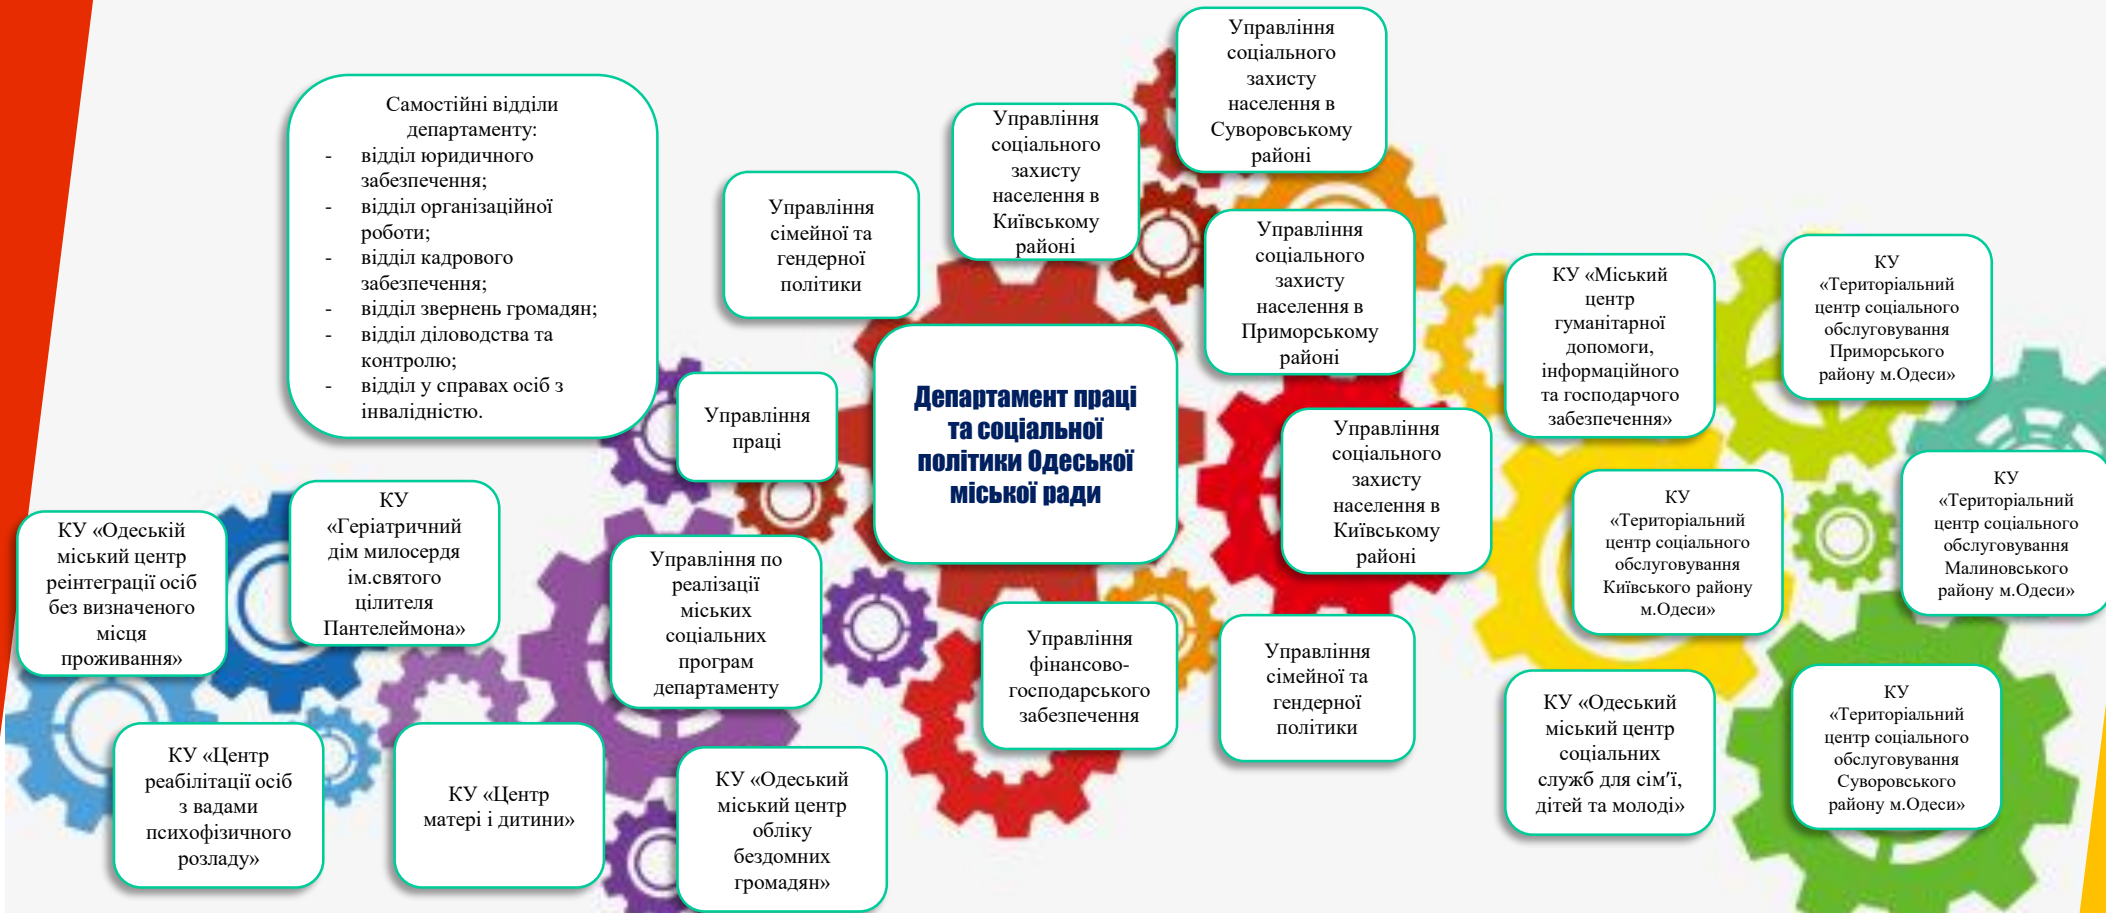 Управління
соціального
захисту
населення в
Суворовському
районі
Самостійні відділи
департаменту:
- відділ юридичного
забезпечення;
- відділ організаційної
роботи;
- відділ кадрового
забезпечення;
- відділ звернень громадян;
- відділ діловодства та
контролю;
- відділ у справах осіб з
інвалідністю.
Управління
соціального
захисту
населення в
Київському
районі
Управління
сімейної та
гендерної
політики
Управління
соціального
захисту
населення в
Приморському
районі
КУ «Міський
центр
гуманітарної
допомоги,
інформаційного
та господарчого
забезпечення»
КУ
«Територіальний
центр соціального
обслуговування
Приморського
району м.Одеси»
Управління
праці
Департамент праці
та соціальної
політики Одеської
міської ради
Управління
соціального
захисту
населення в
Київському
районі
КУ
«Територіальний
центр соціального
обслуговування
Київського району
м.Одеси»
КУ
«Територіальний
центр соціального
обслуговування
Малиновського
району м.Одеси»
КУ «Одеській
міський центр
реінтеграції осіб
без визначеного
місця
проживання»
КУ
«Геріатричний
дім милосердя
ім.святого
цілителя
Пантелеймона»
Управління по
реалізації
міських
соціальних
програм
департаменту
Управління
фінансово-
господарського
забезпечення
Управління
сімейної та
гендерної
політики
КУ «Одеський
міський центр
соціальних
служб для сім'ї,
дітей та молоді»
КУ
«Територіальний
центр соціального
обслуговування
Суворовського
району м.Одеси»
КУ «Центр
реабілітації осіб
з вадами
психофізичного
розладу»
КУ «Центр
матері і дитини»
КУ «Одеський
міський центр
обліку
бездомних
громадян»